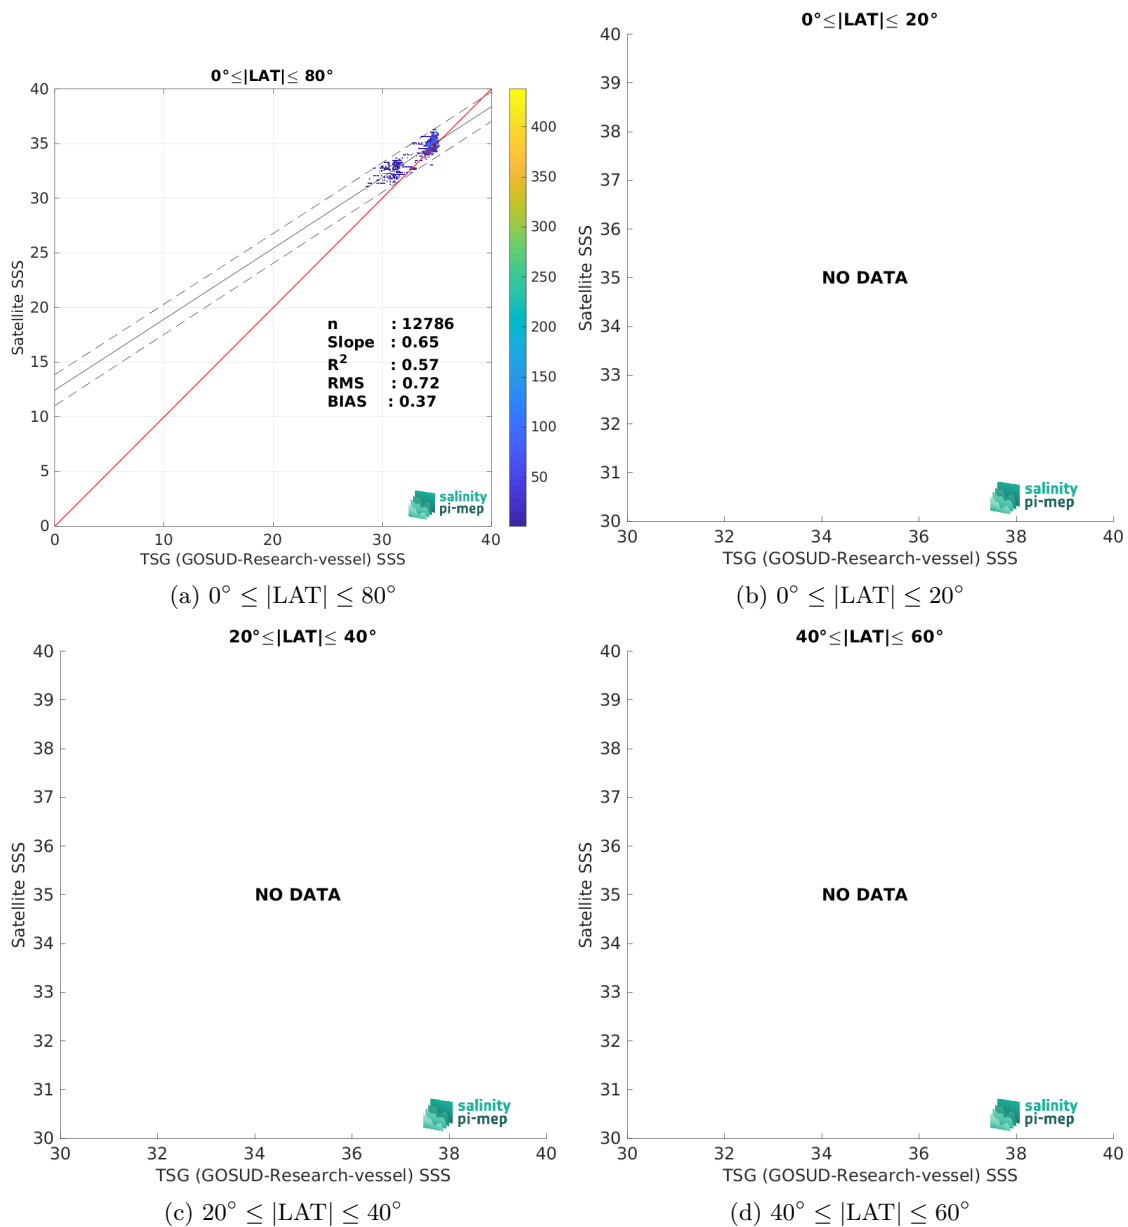 0°≤|LAT|≤ 80°
40
35
30
25
20
15
10
5
0
Satellite SSS
0
10
20
30
40
TSG (GOSUD-Research-vessel) SSS
400
350
300
250
200
150
100
50
n : 12786
Slope : 0.65
R² : 0.57
RMS : 0.72
BIAS : 0.37
salinity
pi-mep
(a) 0° ≤ |LAT| ≤ 80°
0°≤|LAT|≤ 20°
40
39
38
37
36
35
34
33
32
31
30
Satellite SSS
NO DATA
salinity
pi-mep
30
32
34
36
38
40
TSG (GOSUD-Research-vessel) SSS
(b) 0° ≤ |LAT| ≤ 20°
20°≤|LAT|≤ 40°
40
39
38
37
36
35
34
33
32
31
30
Satellite SSS
NO DATA
salinity
pi-mep
30
32
34
36
38
40
TSG (GOSUD-Research-vessel) SSS
(c) 20° ≤ |LAT| ≤ 40°
40°≤|LAT|≤ 60°
40
39
38
37
36
35
34
33
32
31
30
Satellite SSS
NO DATA
salinity
pi-mep
30
32
34
36
38
40
TSG (GOSUD-Research-vessel) SSS
(d) 40° ≤ |LAT| ≤ 60°